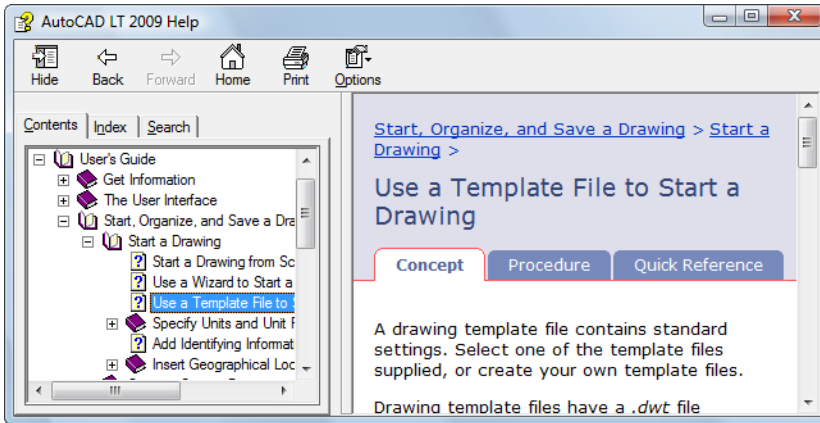 AutoCAD LT 2009 Help
Hide Back Forward Home Print Options
Contents Index Search
User's Guide
Get Information
The User Interface
Start, Organize, and Save a Dra
Start a Drawing
Start a Drawing from Sc
Use a Wizard to Start a
Use a Template File to
Specify Units and Unit F
Add Identifying Informat
Insert Geographical Loc
Start, Organize, and Save a Drawing > Start a
Drawing >
Use a Template File to Start a
Drawing
Concept Procedure Quick Reference
A drawing template file contains standard
settings. Select one of the template files
supplied, or create your own template files.
Drawing template files have a .dwt file